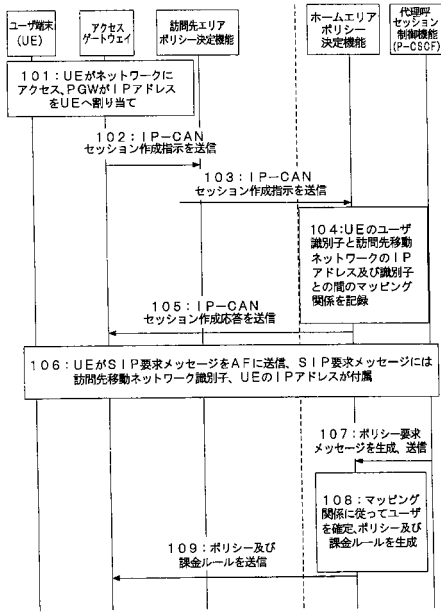 ユーザ端末
(UE)
アクセス
ゲートウェイ
訪問先エリア
ポリシー決定機能
ホームエリア
ポリシー
決定機能
代理呼
セッション
制御機能
(P-CSCF)
101:UEがネットワークに
アクセス、PGWがIPアドレス
をUEへ割り当て
102:IP-CAN
セッション作成指示を送信
103:IP-CAN
セッション作成指示を送信
104:UEのユーザ
識別子と訪問先移動
ネットワークのIP
アドレス及び識別子
との間のマッピング
関係を記録
105:IP-CAN
セッション作成応答を送信
106:UEがSIP要求メッセージをAFに送信、SIP要求メッセージには
訪問先移動ネットワーク識別子、UEのIPアドレスが付属
107:ポリシー要求
メッセージを生成、送信
108:マッピング
関係に従ってユーザ
を確定、ポリシー及び
課金ルールを生成
109:ポリシー及び
課金ルールを送信